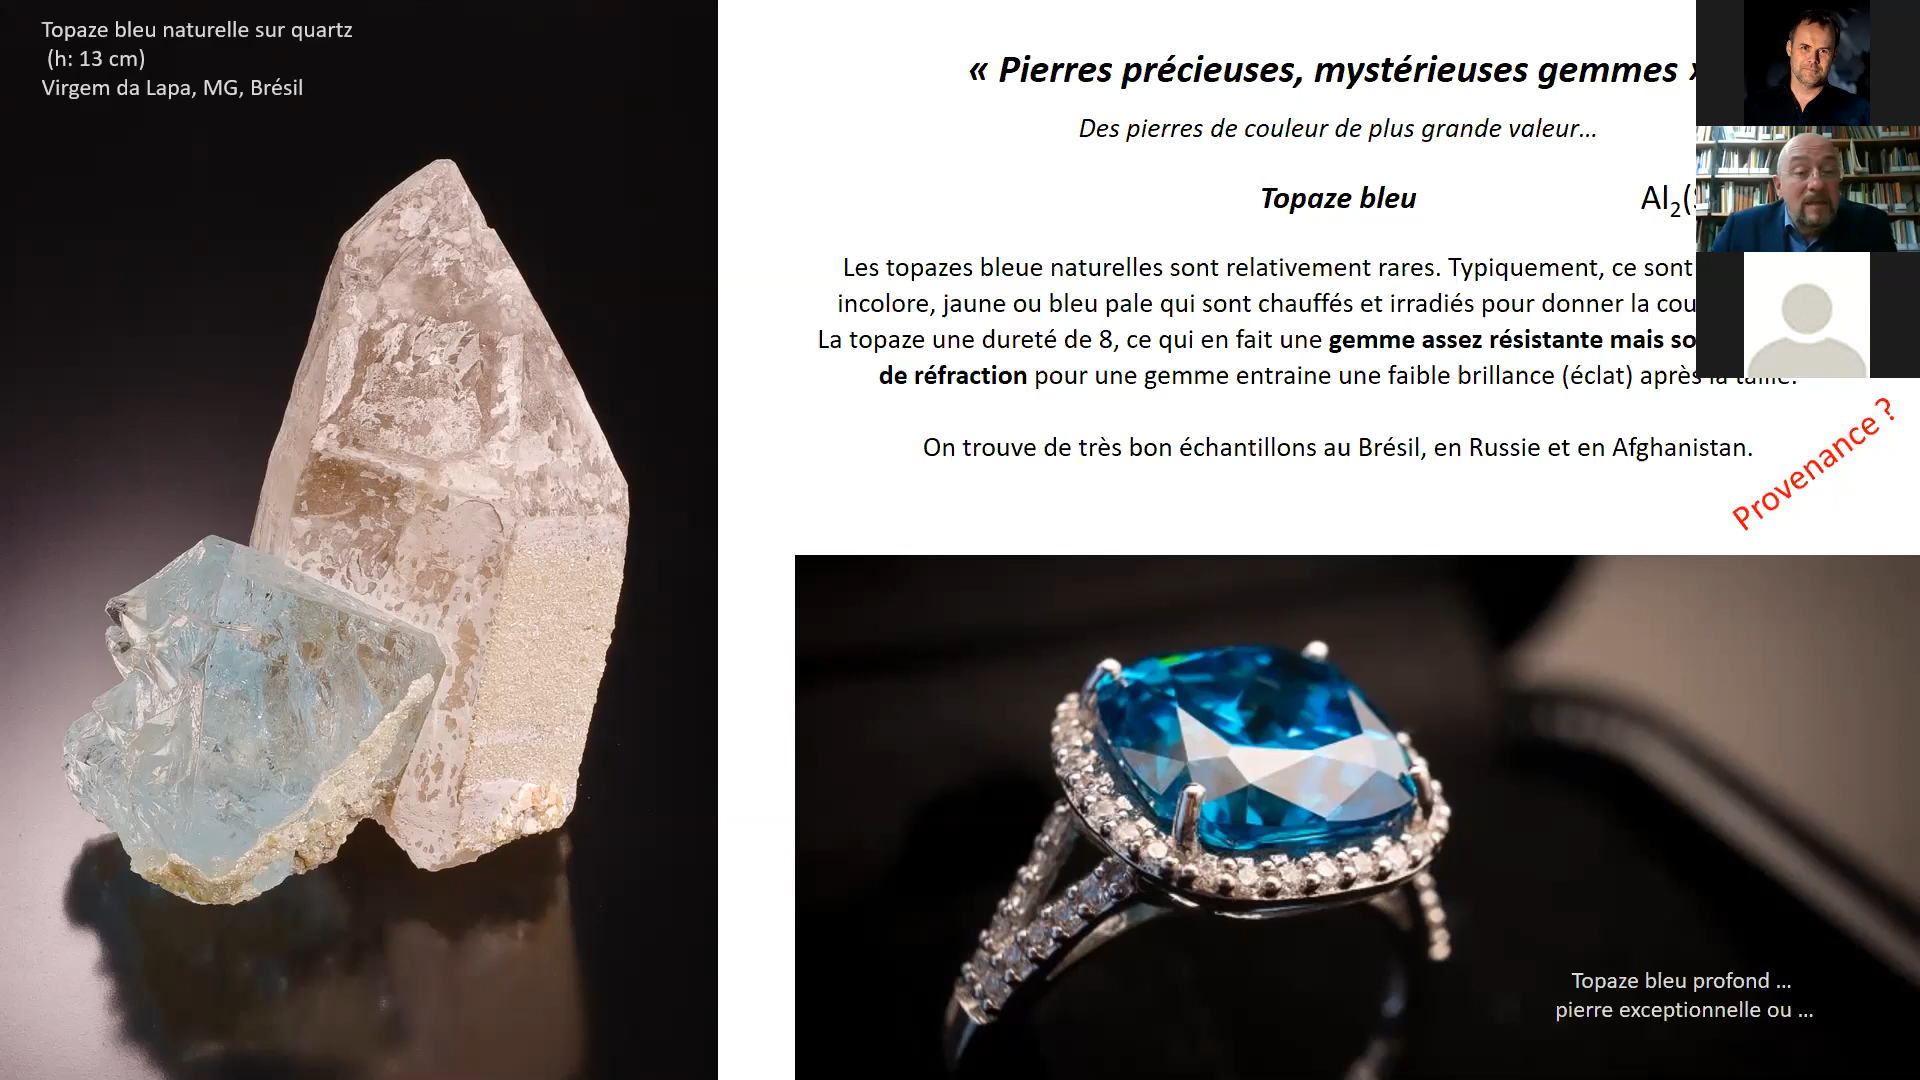 Topaze bleu naturelle sur quartz
(h: 13 cm)
Virgem da Lapa, MG, Brésil
« Pierres précieuses, mystérieuses gemmes »
Des pierres de couleur de plus grande valeur...
Topaze bleu
Al2(
Les topazes bleue naturelles sont relativement rares. Typiquement, ce sont
incolore, jaune ou bleu pale qui sont chauffés et irradiés pour donner la
La topaze une dureté de 8, ce qui en fait une gemme assez résistante mais
de réfraction pour une gemme entraine une faible brillance (éclat) après la taille.
On trouve de très bon échantillons au Brésil, en Russie et en Afghanistan.
Provenance ?
Topaze bleu profond ...
pierre exceptionnelle ou ...